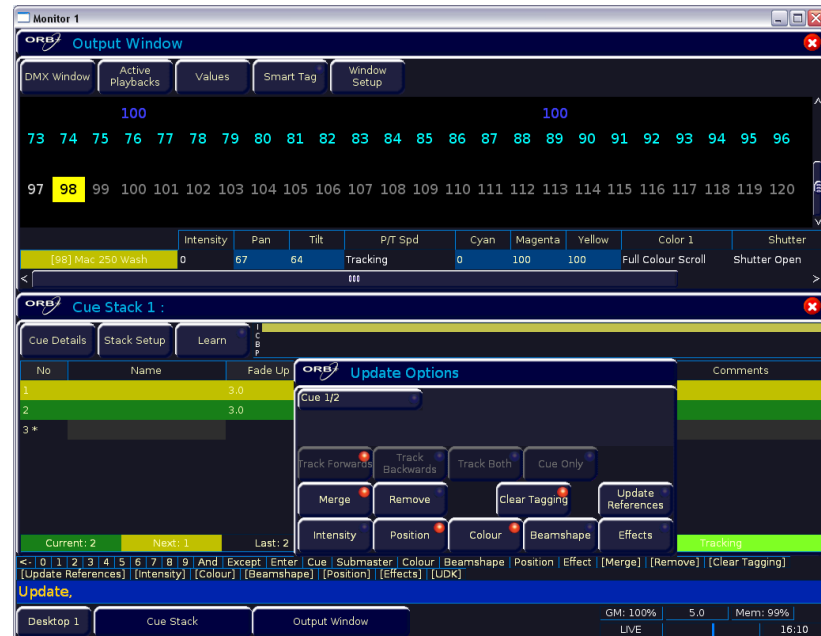 Monitor 1
ORB Output Window
DMX Window Active Playbacks Values Smart Tag Window Setup
100 100
73 74 75 76 77 78 79 80 81 82 83 84 85 86 87 88 89 90 91 92 93 94 95 96
97 98 99 100 101 102 103 104 105 106 107 108 109 110 111 112 113 114 115 116 117 118 119 120
Intensity Pan Tilt P/T Spd Cyan Magenta Yellow Color 1 Shutter
[98] Mac 250 Wash 0 67 64 Tracking 0 100 100 Full Colour Scroll Shutter Open
ORB Cue Stack 1 :
Cue Details Stack Setup Learn I C B P
No Name Fade Up Comments
1 3.0
2 3.0
3 *
ORB Update Options
Cue 1/2
Track Forwards Track Backwards Track Both Cue Only
Merge Remove Clear Tagging Update References
Intensity Position Colour Beamshape Effects
Current: 2 Next: 1 Last: 2 Tracking
<- 0 1 2 3 4 5 6 7 8 9 And Except Enter Cue Submaster Colour Beamshape Position Effect [Merge] [Remove] [Clear Tagging]
[Update References] [Intensity] [Colour] [Beamshape] [Position] [Effects] [UDK]
Update,
Desktop 1 Cue Stack Output Window GM: 100% 5.0 Mem: 99%
LIVE 16:10